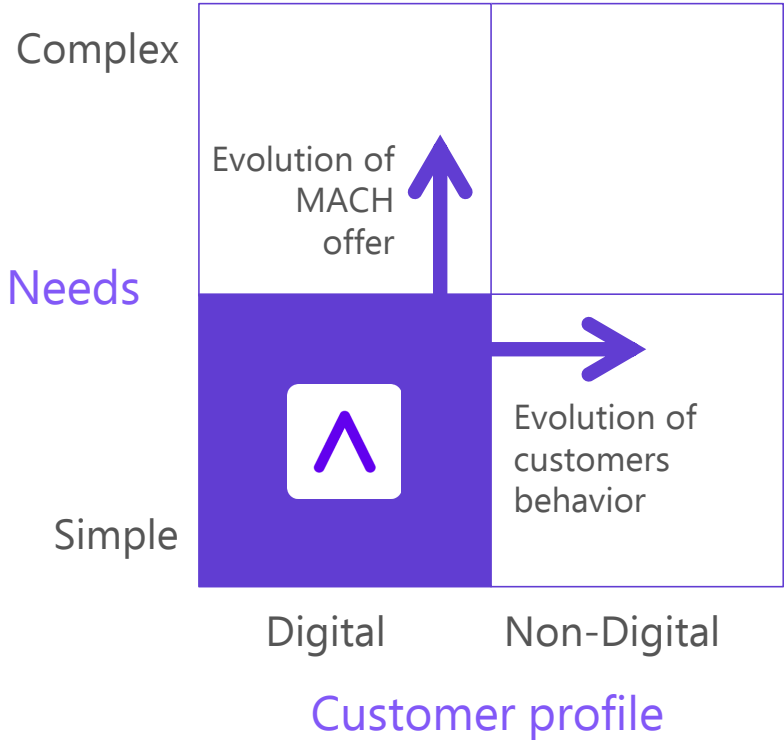 Complex
Evolution of
MACH
offer
Needs
Evolution of
customers
behavior
Simple
Digital
Non-Digital
Customer profile